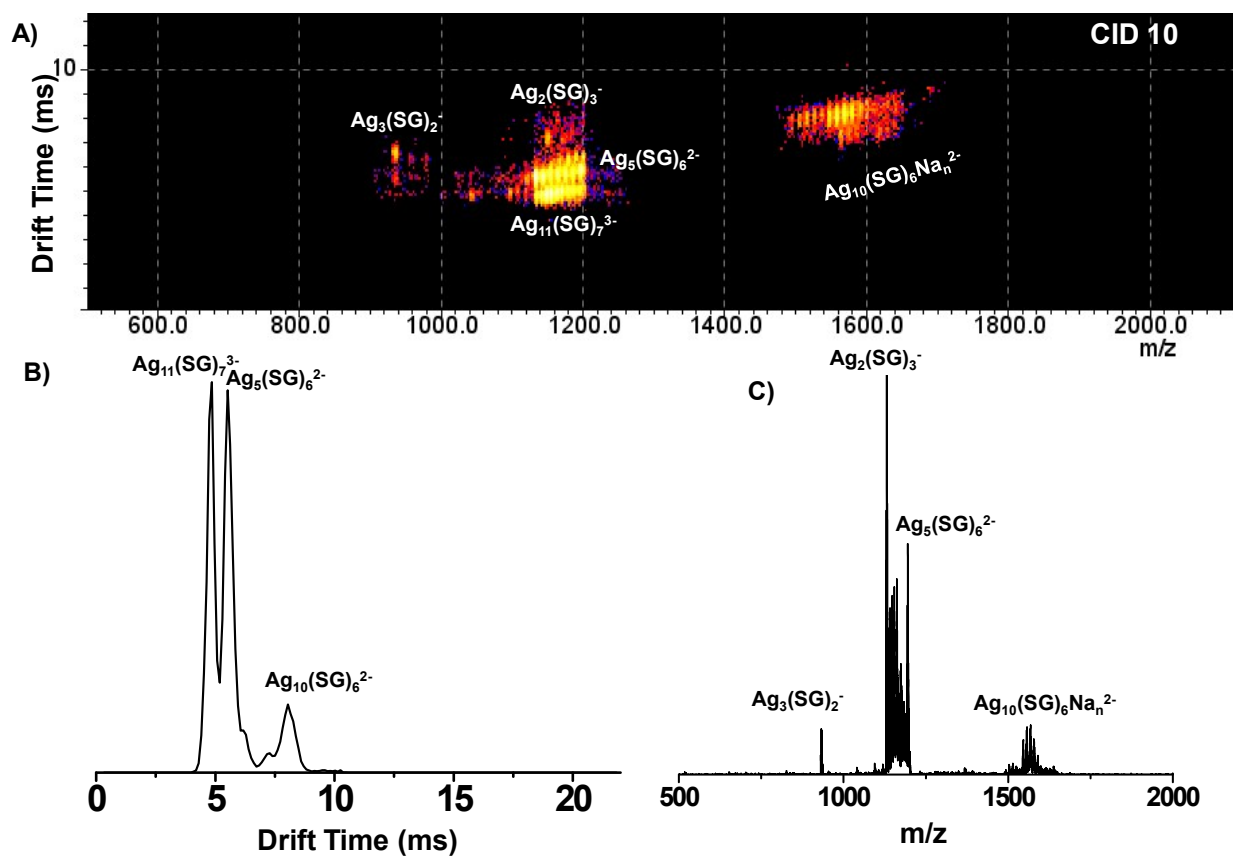 A)
CID 10
10
Drift Time (ms)
Ag₃(SG)₂⁻
Ag₂(SG)₃⁻
Ag₅(SG)₆²⁻
Ag₁₁(SG)₇³⁻
Ag₁₀(SG)₆Naₙ²⁻
600.0 800.0 1000.0 1200.0 1400.0 1600.0 1800.0 2000.0
m/z
B)
Ag₁₁(SG)₇³⁻
Ag₅(SG)₆²⁻
Ag₁₀(SG)₆²⁻
0 5 10 15 20
Drift Time (ms)
C)
Ag₂(SG)₃⁻
Ag₅(SG)₆²⁻
Ag₃(SG)₂⁻
Ag₁₀(SG)₆Naₙ²⁻
500 1000 1500 2000
m/z